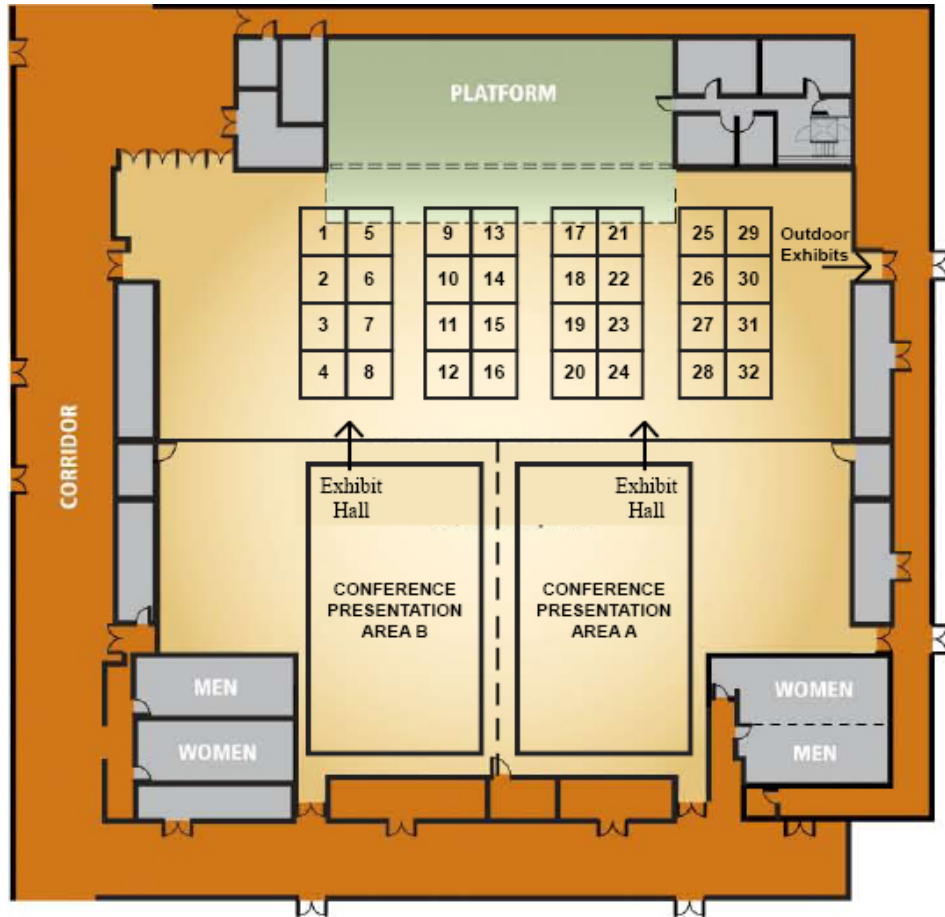 PLATFORM
1 5 9 13 17 21 25 29
Outdoor
Exhibits
2 6 10 14 18 22 26 30
3 7 11 15 19 23 27 31
4 8 12 16 20 24 28 32
CORRIDOR
Exhibit
Hall
Exhibit
Hall
CONFERENCE
PRESENTATION
AREA B
CONFERENCE
PRESENTATION
AREA A
MEN
WOMEN
WOMEN
MEN